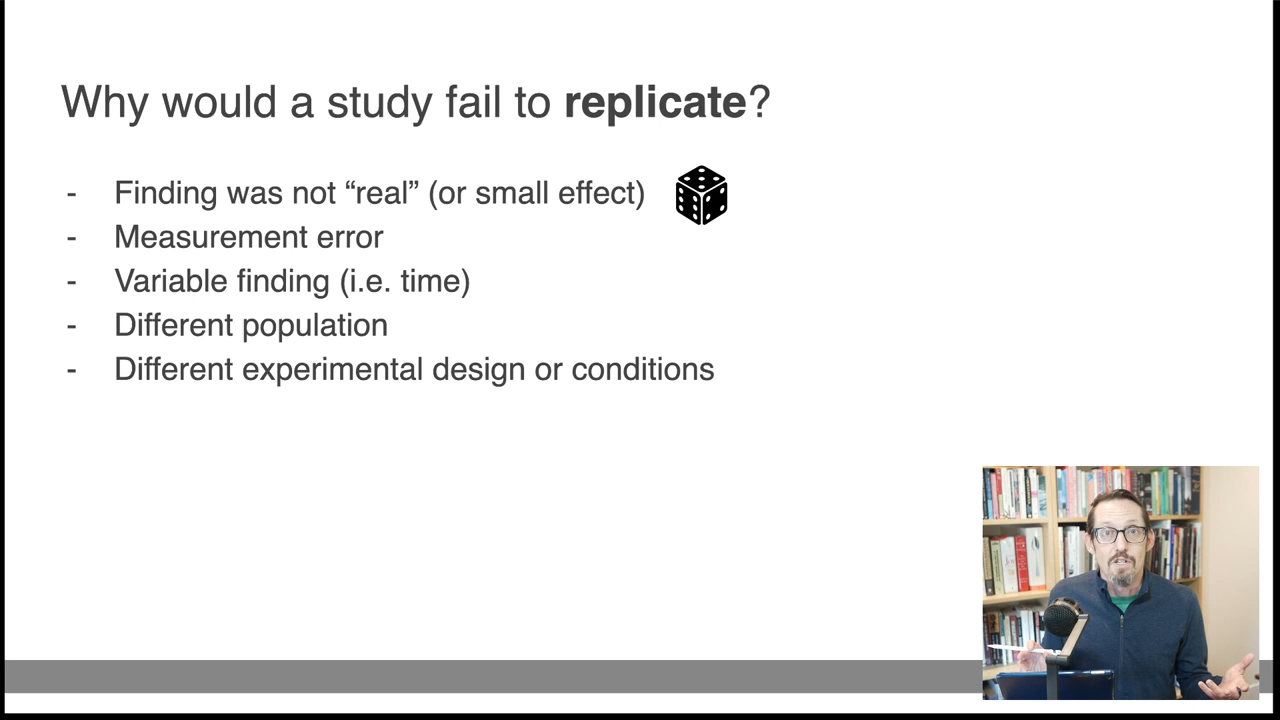 Why would a study fail to replicate?
- Finding was not “real” (or small effect)
- Measurement error
- Variable finding (i.e. time)
- Different population
- Different experimental design or conditions